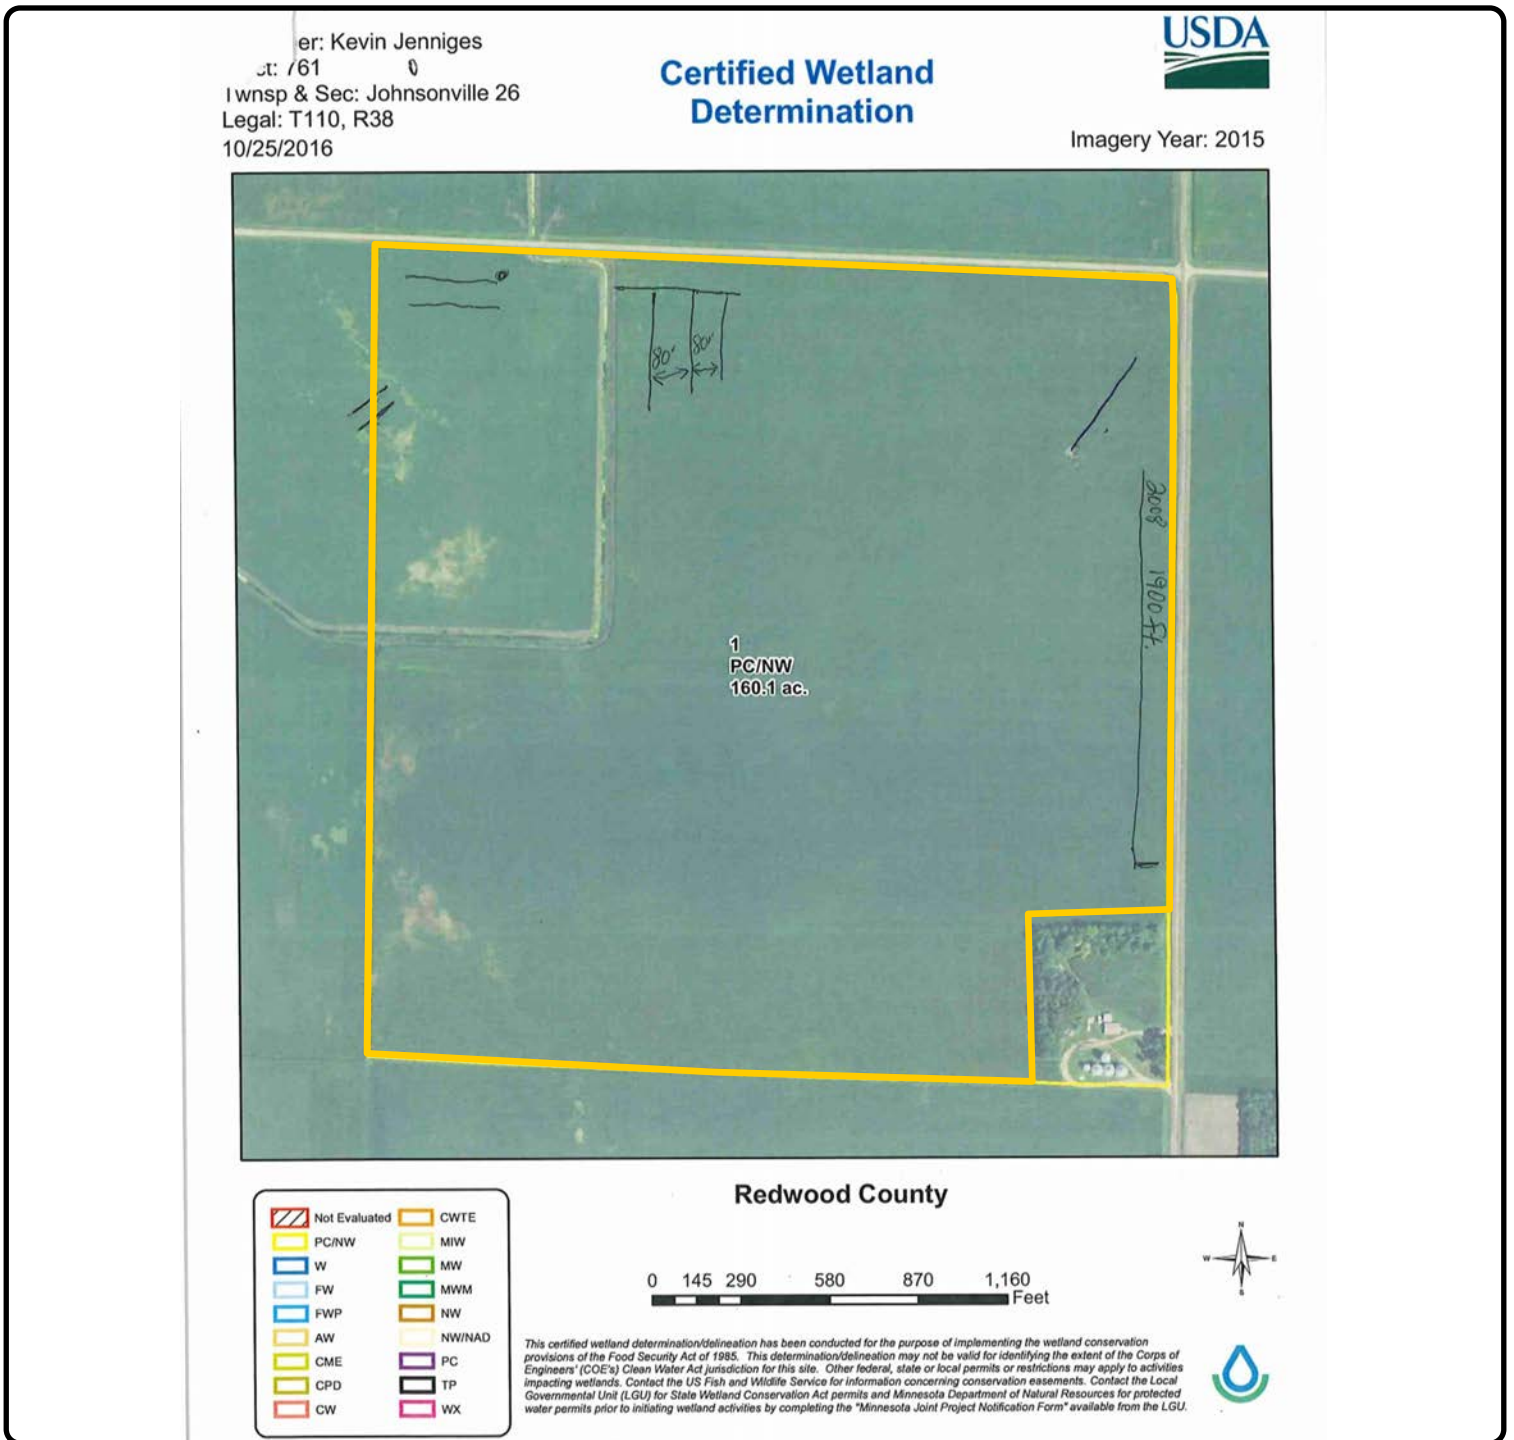 er: Kevin Jenniges
ct: 761
Twnsp & Sec: Johnsonville 26
Legal: T110, R38
10/25/2016
Certified Wetland
Determination
USDA
Imagery Year: 2015
80' 80'
2008 1900 ft.
1
PC/NW
160.1 ac.
Redwood County
Not Evaluated
PC/NW
W
FW
FWP
AW
CME
CPD
CW
CWTE
MIW
MW
MWM
NW
NW/NAD
PC
TP
WX
0 145 290 580 870 1,160
Feet
N
W E
S
This certified wetland determination/delineation has been conducted for the purpose of implementing the wetland conservation
provisions of the Food Security Act of 1985. This determination/delineation may not be valid for identifying the extent of the Corps of
Engineers' (COE's) Clean Water Act jurisdiction for this site. Other federal, state or local permits or restrictions may apply to activities
impacting wetlands. Contact the US Fish and Wildlife Service for information concerning conservation easements. Contact the Local
Governmental Unit (LGU) for State Wetland Conservation Act permits and Minnesota Department of Natural Resources for protected
water permits prior to initiating wetland activities by completing the "Minnesota Joint Project Notification Form" available from the LGU.